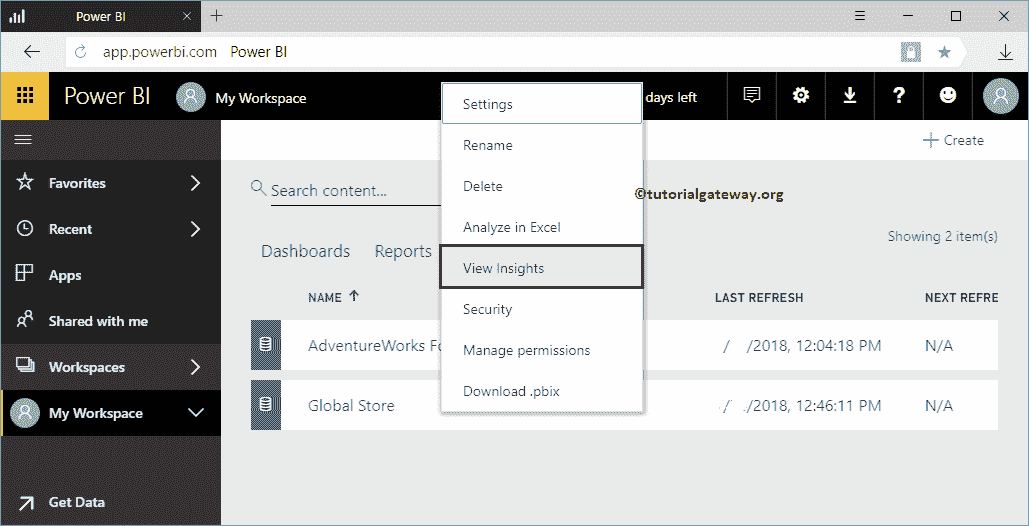 Power BI
app.powerbi.com Power BI
Power BI My Workspace
days left
Settings
Rename
Delete
Analyze in Excel
View Insights
Security
Manage permissions
Download .pbix
Favorites
Recent
Apps
Shared with me
Workspaces
My Workspace
Get Data
Create
Search content...
©tutorialgateway.org
Showing 2 item(s)
Dashboards Reports
NAME LAST REFRESH NEXT REFRE
AdventureWorks / /2018, 12:04:18 PM N/A
Global Store / /2018, 12:46:11 PM N/A